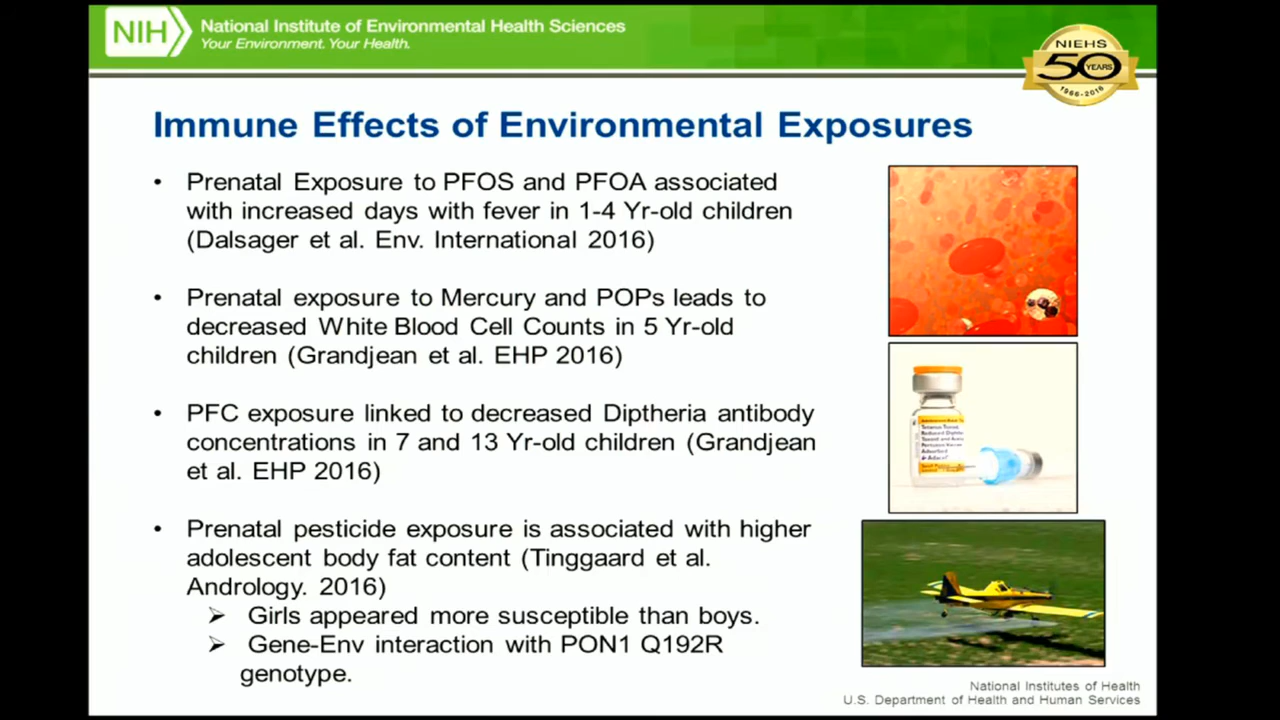 NIH
National Institute of Environmental Health Sciences
Your Environment. Your Health.
NIEHS
50
YEARS
1966-2016
Immune Effects of Environmental Exposures
• Prenatal Exposure to PFOS and PFOA associated
with increased days with fever in 1-4 Yr-old children
(Dalsager et al. Env. International 2016)
• Prenatal exposure to Mercury and POPs leads to
decreased White Blood Cell Counts in 5 Yr-old
children (Grandjean et al. EHP 2016)
• PFC exposure linked to decreased Diptheria antibody
concentrations in 7 and 13 Yr-old children (Grandjean
et al. EHP 2016)
• Prenatal pesticide exposure is associated with higher
adolescent body fat content (Tinggaard et al.
Andrology. 2016)
➢ Girls appeared more susceptible than boys.
➢ Gene-Env interaction with PON1 Q192R
genotype.
National Institutes of Health
U.S. Department of Health and Human Services